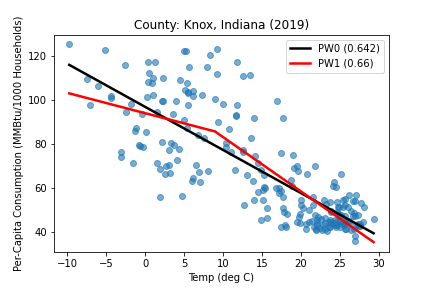 County: Knox, Indiana (2019)
Per-Capita Consumption (MMBtu/1000 Households)
120
100
80
60
40
PW0 (0.642)
PW1 (0.66)
−10
−5
0
5
10
15
20
25
30
Temp (deg C)